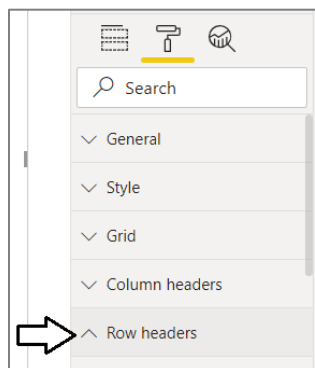 Search
General
Style
Grid
Column headers
Row headers